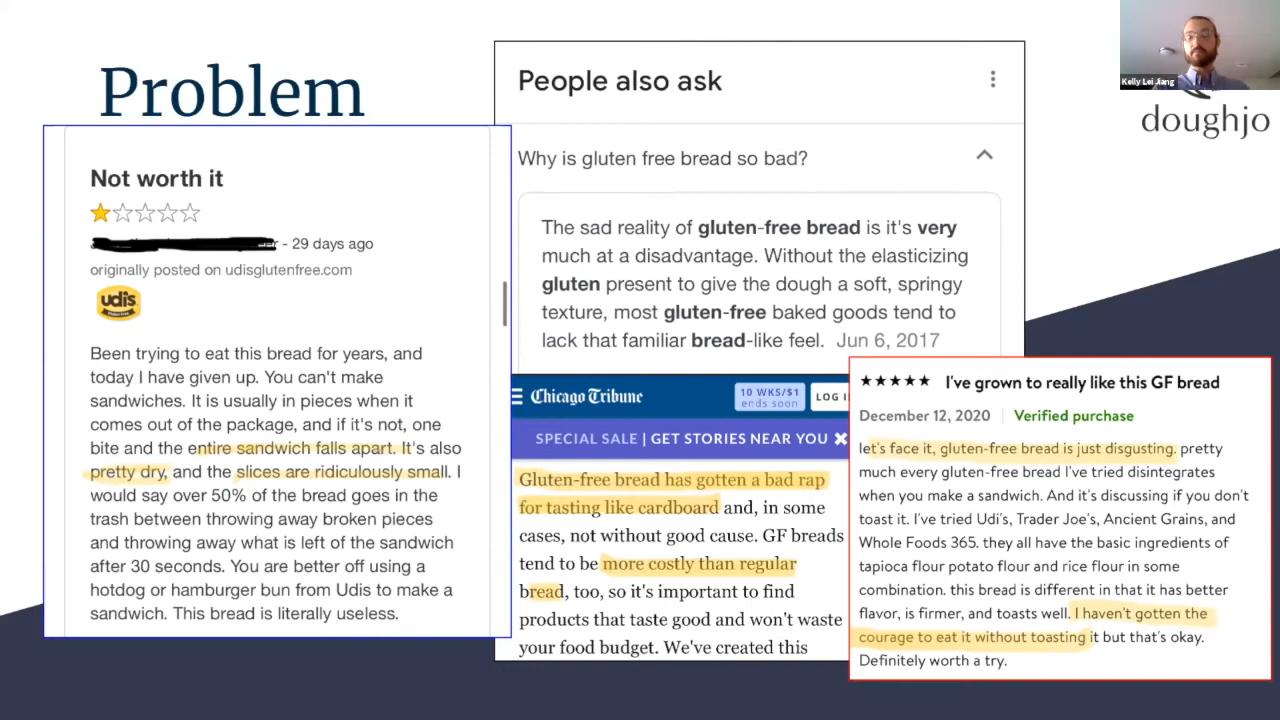 Problem
Not worth it
- 29 days ago
originally posted on udisglutenfree.com
udis
Been trying to eat this bread for years, and
today I have given up. You can't make
sandwiches. It is usually in pieces when it
comes out of the package, and if it's not, one
bite and the entire sandwich falls apart. It's also
pretty dry, and the slices are ridiculously small. I
would say over 50% of the bread goes in the
trash between throwing away broken pieces
and throwing away what is left of the sandwich
after 30 seconds. You are better off using a
hotdog or hamburger bun from Udis to make a
sandwich. This bread is literally useless.
People also ask
Why is gluten free bread so bad?
The sad reality of gluten-free bread is it's very
much at a disadvantage. Without the elasticizing
gluten present to give the dough a soft, springy
texture, most gluten-free baked goods tend to
lack that familiar bread-like feel. Jun 6, 2017
Chicago Tribune
10 WKS/$1
ends soon
LOG I
SPECIAL SALE | GET STORIES NEAR YOU
Gluten-free bread has gotten a bad rap
for tasting like cardboard and, in some
cases, not without good cause. GF breads
tend to be more costly than regular
bread, too, so it's important to find
products that taste good and won't waste
your food budget. We've created this
Kelly Lei Jiang
doughjo
★★★★★ I've grown to really like this GF bread
December 12, 2020 | Verified purchase
let's face it, gluten-free bread is just disgusting. pretty
much every gluten-free bread I've tried disintegrates
when you make a sandwich. And it's discussing if you don't
toast it. I've tried Udi's, Trader Joe's, Ancient Grains, and
Whole Foods 365. they all have the basic ingredients of
tapioca flour potato flour and rice flour in some
combination. this bread is different in that it has better
flavor, is firmer, and toasts well. I haven't gotten the
courage to eat it without toasting it but that's okay.
Definitely worth a try.